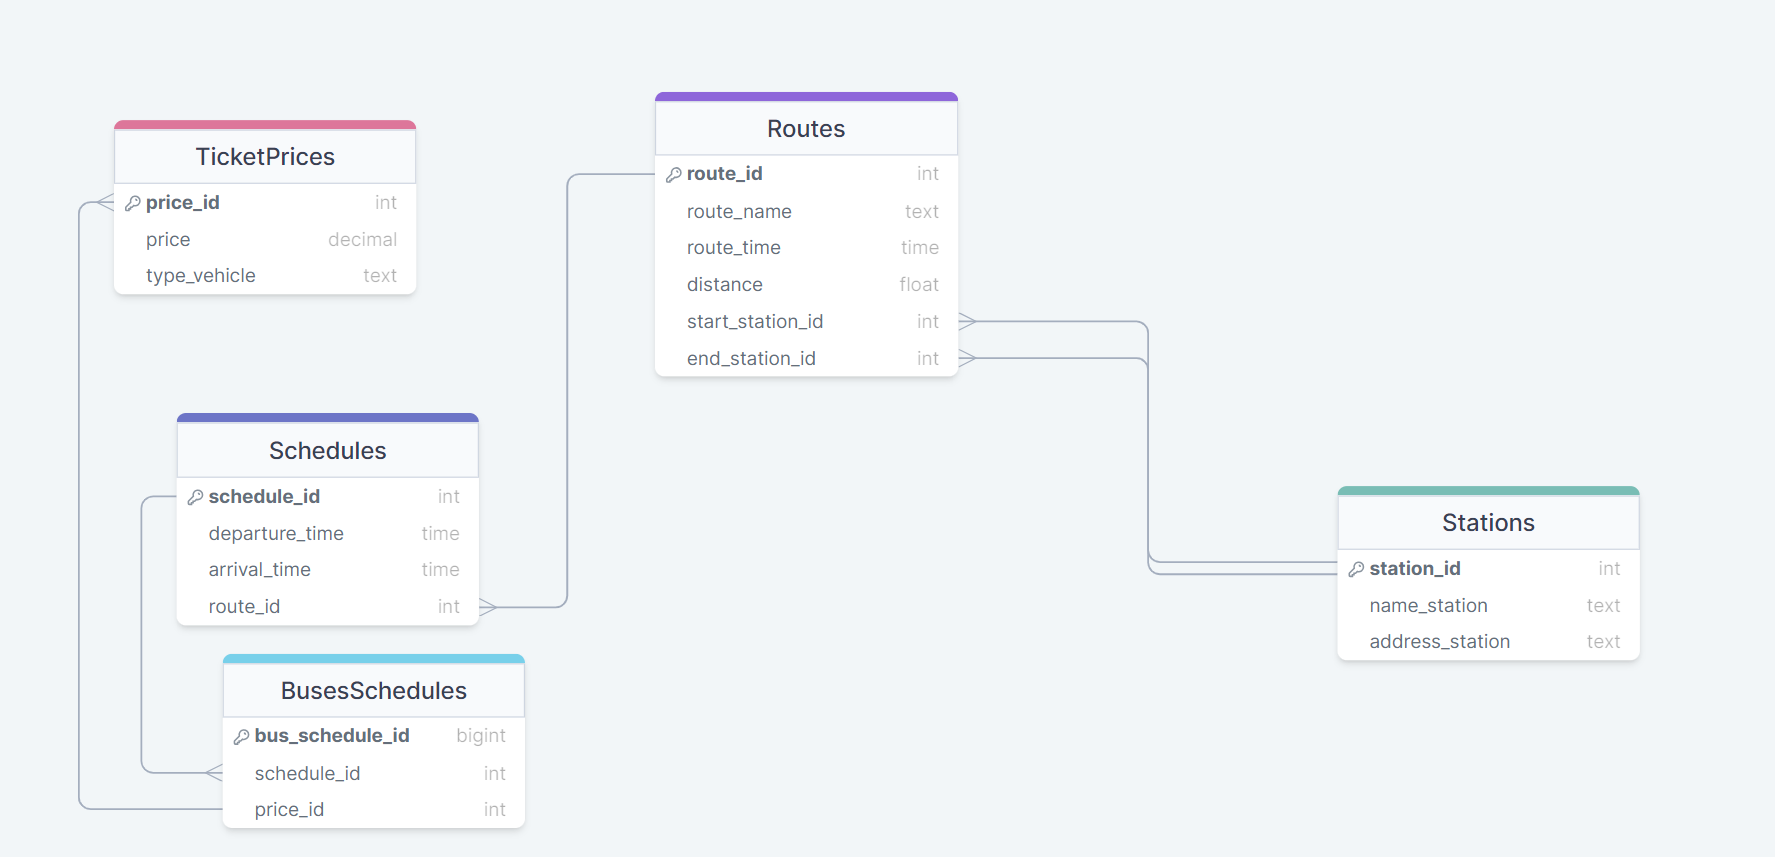 TicketPrices
price_id int
price decimal
type_vehicle text
Routes
route_id int
route_name text
route_time time
distance float
start_station_id int
end_station_id int
Schedules
schedule_id int
departure_time time
arrival_time time
route_id int
Stations
station_id int
name_station text
address_station text
BusesSchedules
bus_schedule_id bigint
schedule_id int
price_id int